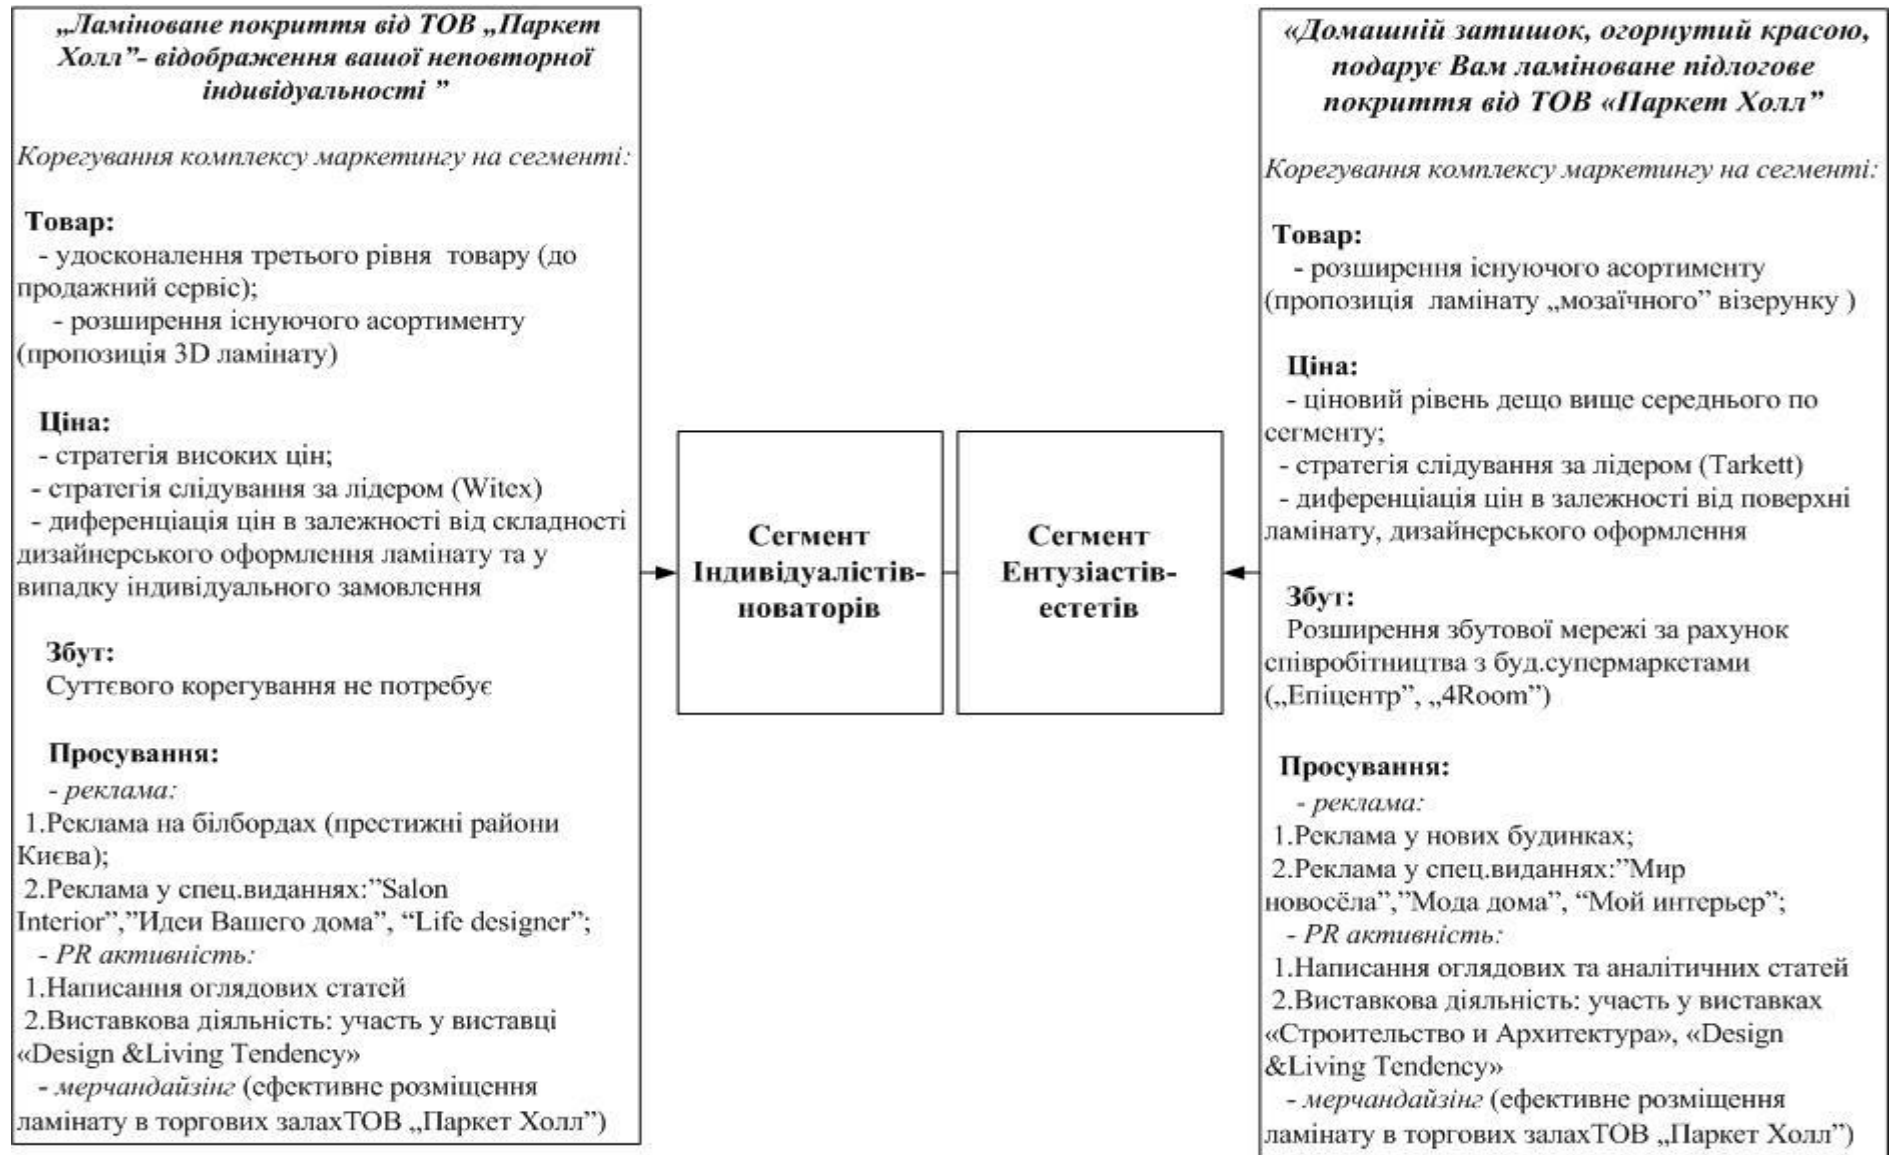 „Ламіноване покриття від ТОВ „Паркет
Холл”- відображення вашої неповторної
індивідуальності ”
Корегування комплексу маркетингу на сегменті:
Товар:
- удосконалення третього рівня товару (до
продажний сервіс);
- розширення існуючого асортименту
(пропозиція 3D ламінату)
Ціна:
- стратегія високих цін;
- стратегія слідування за лідером (Witex)
- диференціація цін в залежності від складності
дизайнерського оформлення ламінату та у
випадку індивідуального замовлення
Збут:
Суттєвого корегування не потребує
Просування:
- реклама:
1.Реклама на білбордах (престижні райони
Києва);
2.Реклама у спец.виданнях:”Salon
Interior”,”Идеи Вашего дома”, “Life designer”;
- PR активність:
1.Написання оглядових статей
2.Виставкова діяльність: участь у виставці
«Design &Living Tendency»
- мерчандайзінг (ефективне розміщення
ламінату в торгових залахТОВ „Паркет Холл”)
Сегмент
Індивідуалістів-
новаторів
Сегмент
Ентузіастів-
естетів
«Домашній затишок, огорнутий красою,
подарує Вам ламіноване підлогове
покриття від ТОВ «Паркет Холл”
Корегування комплексу маркетингу на сегменті:
Товар:
- розширення існуючого асортименту
(пропозиція ламінату „мозаїчного” візерунку )
Ціна:
- ціновий рівень дещо вище середнього по
сегменту;
- стратегія слідування за лідером (Tarkett)
- диференціація цін в залежності від поверхні
ламінату, дизайнерського оформлення
Збут:
Розширення збутової мережі за рахунок
співробітництва з буд.супермаркетами
(„Епіцентр”, „4Room”)
Просування:
- реклама:
1.Реклама у нових будинках;
2.Реклама у спец.виданнях:”Мир
новосёла”,”Мода дома”, “Мой интерьер”;
- PR активність:
1.Написання оглядових та аналітичних статей
2.Виставкова діяльність: участь у виставках
«Строительство и Архитектура», «Design
&Living Tendency»
- мерчандайзінг (ефективне розміщення
ламінату в торгових залахТОВ „Паркет Холл”)